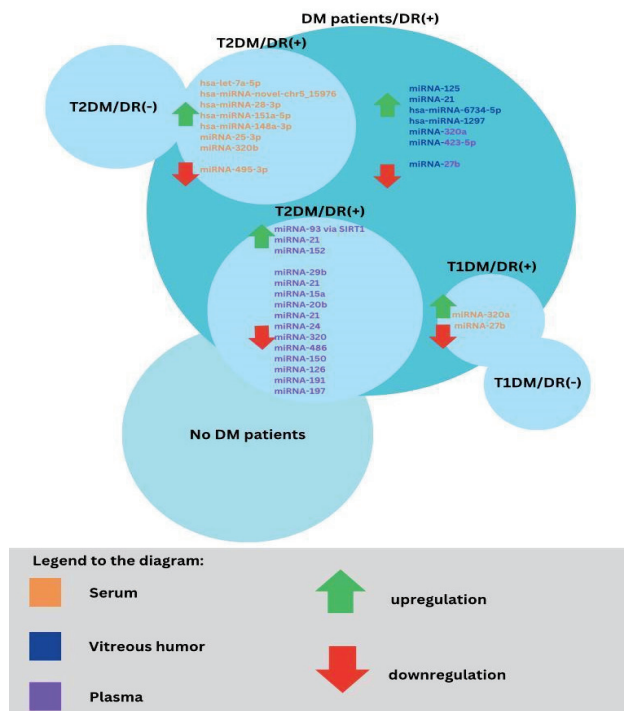 DM patients/DR(+)
T2DM/DR(+)
T2DM/DR(-)
hsa-let-7a-5p
hsa-miRNA-novel-chr5_15976
hsa-miRNA-28-3p
hsa-miRNA-151a-5p
hsa-miRNA-148a-3p
miRNA-25-3p
miRNA-320b
miRNA-495-3p
miRNA-125
miRNA-21
hsa-miRNA-6734-5p
hsa-miRNA-1297
miRNA-320a
miRNA-423-5p
miRNA-27b
T2DM/DR(+)
miRNA-93 via SIRT1
miRNA-21
miRNA-152
miRNA-29b
miRNA-21
miRNA-15a
miRNA-20b
miRNA-21
miRNA-24
miRNA-320
miRNA-486
miRNA-150
miRNA-126
miRNA-191
miRNA-197
T1DM/DR(+)
miRNA-320a
miRNA-27b
T1DM/DR(-)
No DM patients
Legend to the diagram:
Serum
Vitreous humor
Plasma
upregulation
downregulation